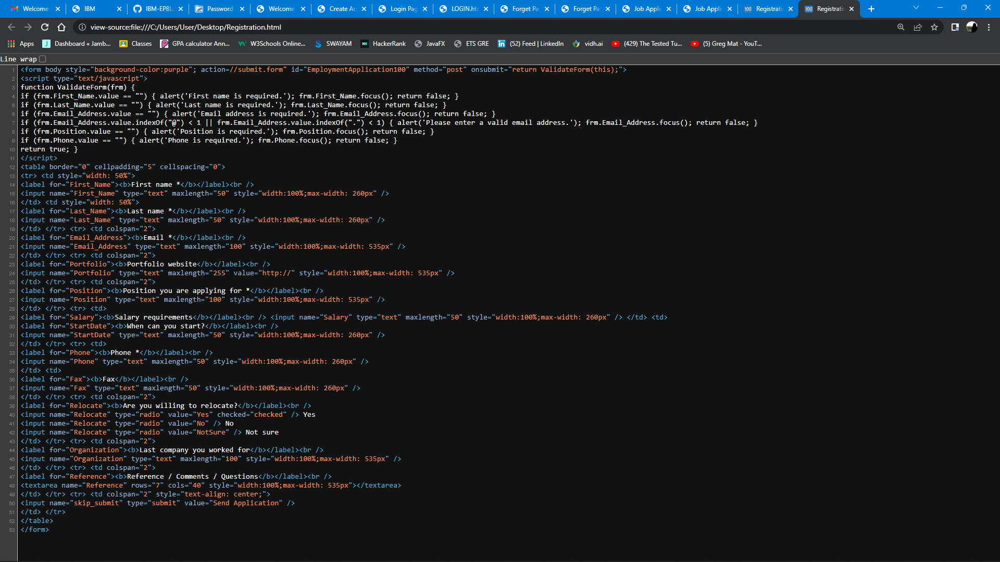 Welcome IBM IBM-EPBL Password Welcome Create Ac Login Pag LOGIN.htm Forget Pa Forget Pa Job Applic Job Applic Registrati Registrati
view-source:file:///C:/Users/User/Desktop/Registration.html
Apps Dashboard « Jamb... Classes GPA calculator Ann... W3Schools Online... SWAYAM HackerRank JavaFX ETS GRE (52) Feed | LinkedIn vidh.ai (429) The Tested Tu... (5) Greg Mat - YouT...
Line wrap
1 <form body style="background-color:purple"; action=//submit.form" id="EmploymentApplication100" method="post" onsubmit="return ValidateForm(this);">
2 <script type="text/javascript">
3 function ValidateForm(frm) {
4 if (frm.First_Name.value == "") { alert('First name is required.'); frm.First_Name.focus(); return false; }
5 if (frm.Last_Name.value == "") { alert('Last name is required.'); frm.Last_Name.focus(); return false; }
6 if (frm.Email_Address.value == "") { alert('Email address is required.'); frm.Email_Address.focus(); return false; }
7 if (frm.Email_Address.value.indexOf("@") < 1 || frm.Email_Address.value.indexOf(".") < 1) { alert('Please enter a valid email address.'); frm.Email_Address.focus(); return false; }
8 if (frm.Position.value == "") { alert('Position is required.'); frm.Position.focus(); return false; }
9 if (frm.Phone.value == "") { alert('Phone is required.'); frm.Phone.focus(); return false; }
10 return true; }
11 </script>
12 <table border="0" cellpadding="5" cellspacing="0">
13 <tr> <td style="width: 50%">
14 <label for="First_Name"><b>First name *</b></label><br />
15 <input name="First_Name" type="text" maxlength="50" style="width:100%;max-width: 260px" />
16 </td> <td style="width: 50%">
17 <label for="Last_Name"><b>Last name *</b></label><br />
18 <input name="Last_Name" type="text" maxlength="50" style="width:100%;max-width: 260px" />
19 </td> </tr> <tr> <td colspan="2">
20 <label for="Email_Address"><b>Email *</b></label><br />
21 <input name="Email_Address" type="text" maxlength="100" style="width:100%;max-width: 535px" />
22 </td> </tr> <tr> <td colspan="2">
23 <label for="Portfolio"><b>Portfolio website</b></label><br />
24 <input name="Portfolio" type="text" maxlength="255" value="http://" style="width:100%;max-width: 535px" />
25 </td> </tr> <tr> <td colspan="2">
26 <label for="Position"><b>Position you are applying for *</b></label><br />
27 <input name="Position" type="text" maxlength="100" style="width:100%;max-width: 535px" />
28 </td> </tr> <tr> <td>
29 <label for="Salary"><b>Salary requirements</b></label><br /> <input name="Salary" type="text" maxlength="50" style="width:100%;max-width: 260px" /> </td> <td>
30 <label for="StartDate"><b>When can you start?</b></label><br />
31 <input name="StartDate" type="text" maxlength="50" style="width:100%;max-width: 260px" />
32 </td> </tr> <tr> <td>
33 <label for="Phone"><b>Phone *</b></label><br />
34 <input name="Phone" type="text" maxlength="50" style="width:100%;max-width: 260px" />
35 </td> <td>
36 <label for="Fax"><b>Fax</b></label><br />
37 <input name="Fax" type="text" maxlength="50" style="width:100%;max-width: 260px" />
38 </td> </tr> <tr> <td colspan="2">
39 <label for="Relocate"><b>Are you willing to relocate?</b></label><br />
40 <input name="Relocate" type="radio" value="Yes" checked="checked" /> Yes
41 <input name="Relocate" type="radio" value="No" /> No
42 <input name="Relocate" type="radio" value="NotSure" /> Not sure
43 </td> </tr> <tr> <td colspan="2">
44 <label for="Organization"><b>Last company you worked for</b></label><br />
45 <input name="Organization" type="text" maxlength="100" style="width:100%;max-width: 535px" />
46 </td> </tr> <tr> <td colspan="2">
47 <label for="Reference"><b>Reference / Comments / Questions</b></label><br />
48 <textarea name="Reference" rows="7" cols="40" style="width:100%;max-width: 535px"></textarea>
49 </td> </tr> <tr> <td colspan="2" style="text-align: center;">
50 <input name="skip_submit" type="submit" value="Send Application" />
51 </td> </tr>
52 </table>
53 </form>